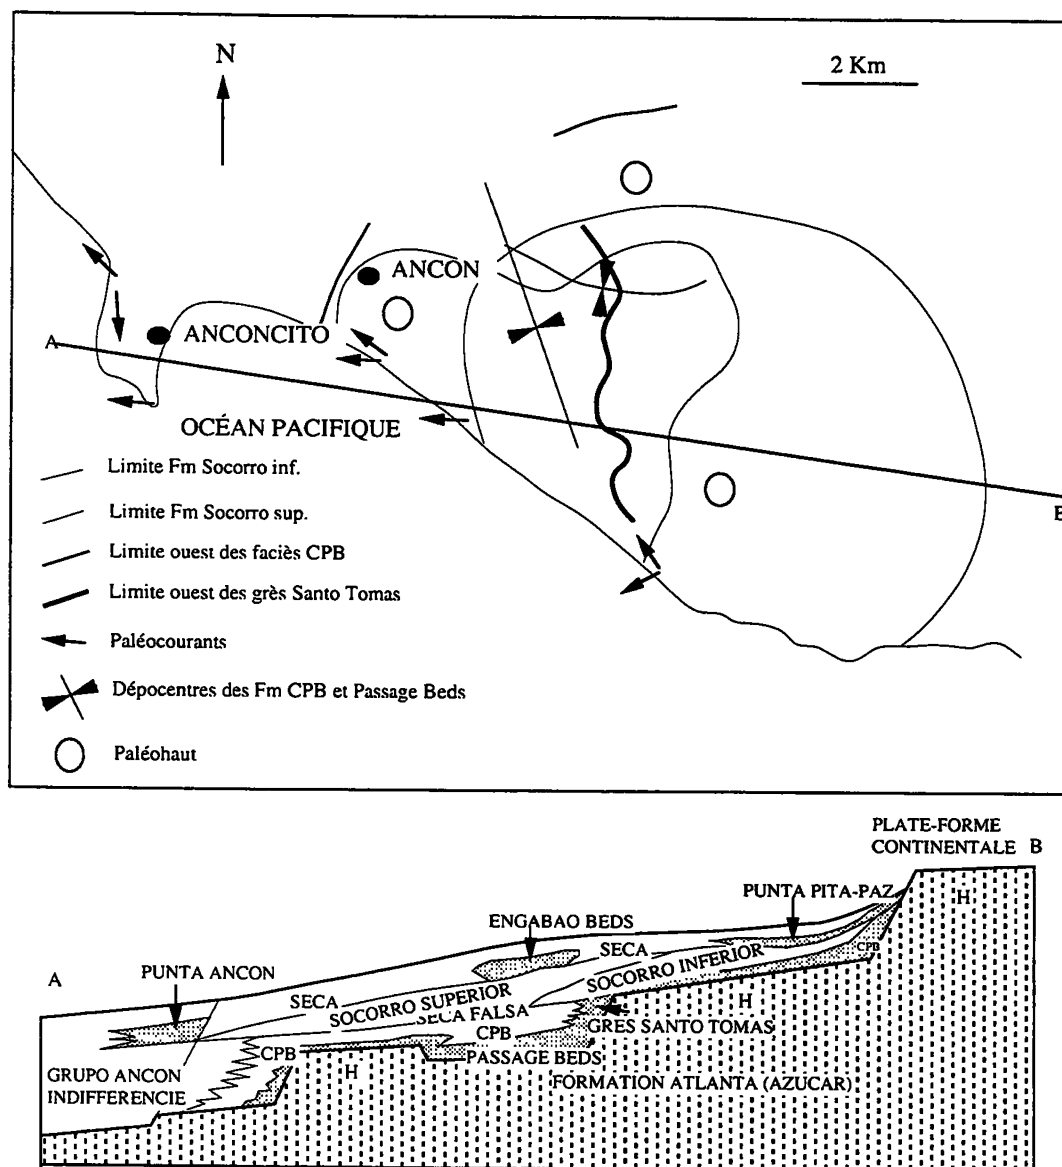 N
2 Km
ANCON
ANCONCITO
A
OCÉAN PACIFIQUE
Limite Fm Socorro inf.
Limite Fm Socorro sup.
Limite ouest des faciès CPB
Limite ouest des grès Santo Tomas
Paléocourants
Dépocentres des Fm CPB et Passage Beds
Paléohaut
B
PLATE-FORME
CONTINENTALE B
H
PUNTA PITA-PAZ
ENGABAO BEDS
CPB
SECA
SOCORRO INFERIOR
A
PUNTA ANCON
SECA
SOCORRO SUPERIOR
SECA FALSA
H
CPB
GRES SANTO TOMAS
CPB
PASSAGE BEDS
H
GRUPO ANCON
INDIFFERENCIE
FORMATION ATLANTA (AZUCAR)